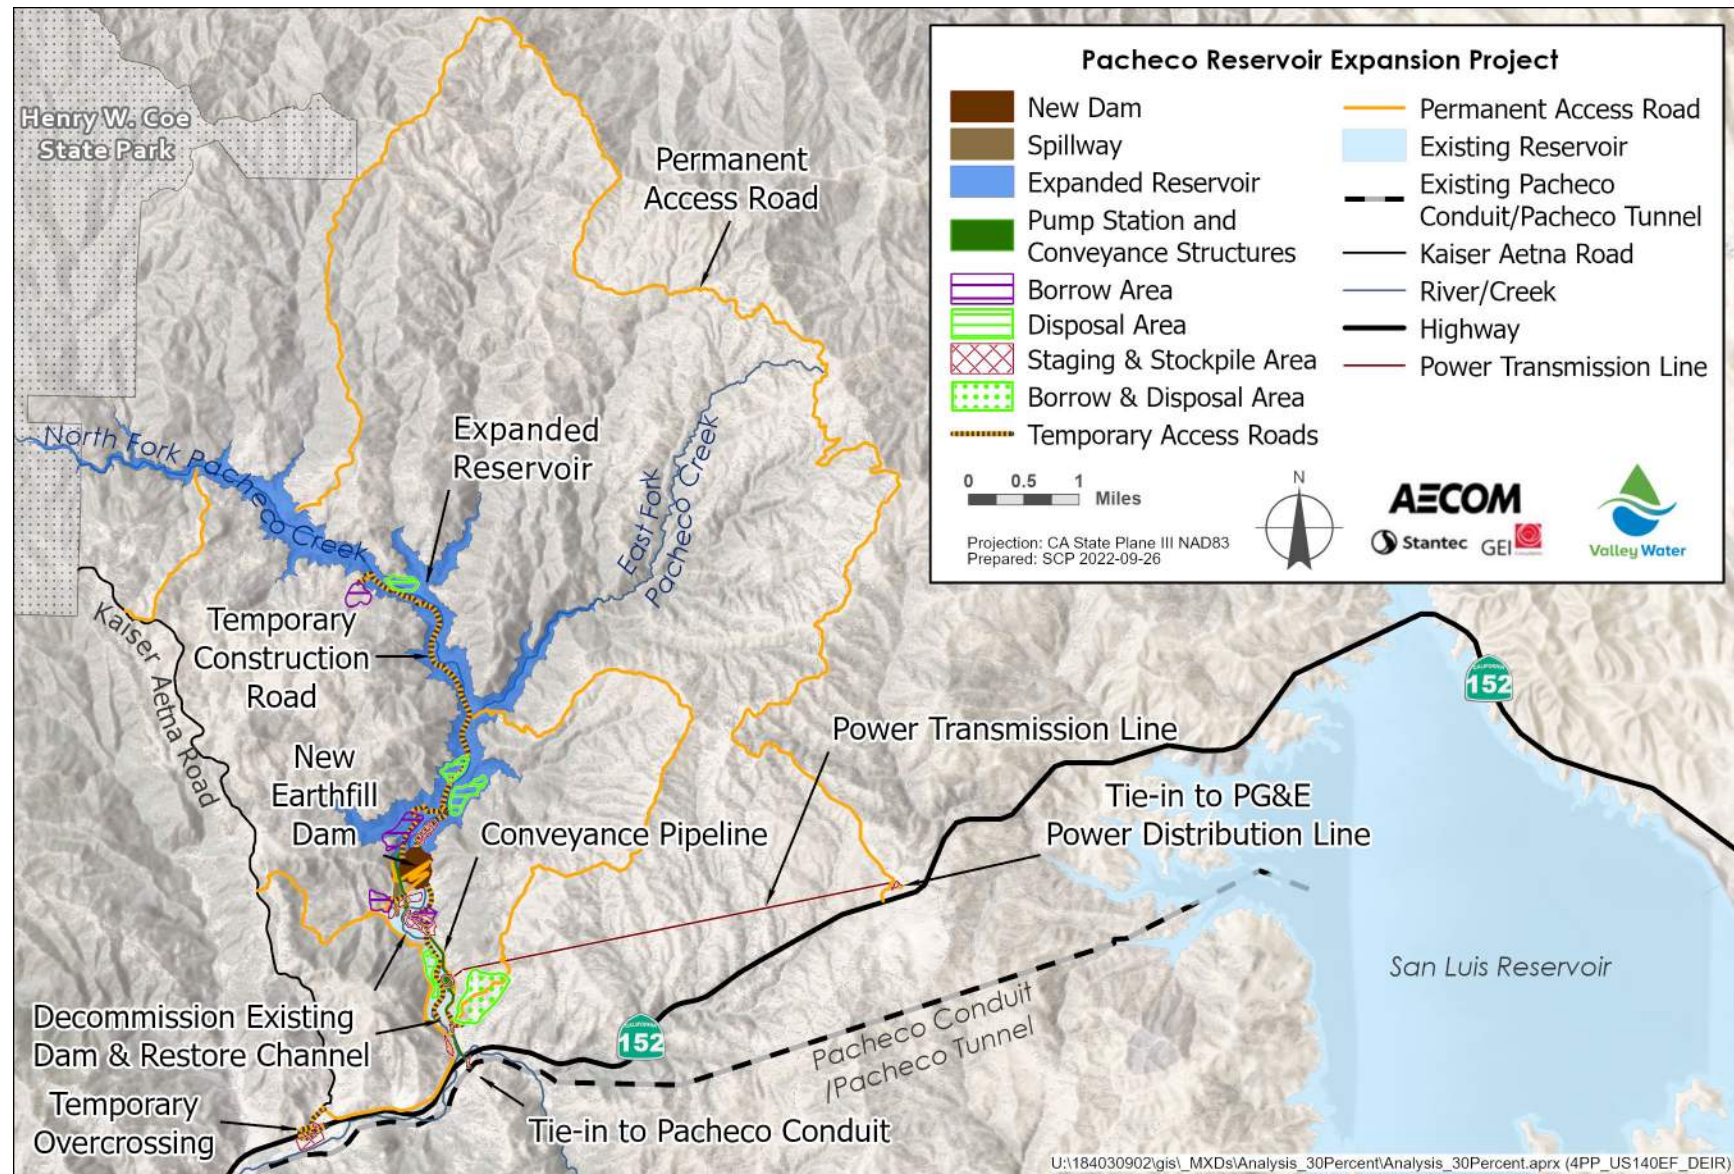 Henry W. Coe
State Park
Permanent
Access Road
Expanded
Reservoir
North Fork Pacheco Creek
East Fork
Pacheco Creek
Kaiser Aetna Road
Temporary
Construction
Road
New
Earthfill
Dam
Conveyance Pipeline
Power Transmission Line
Tie-in to PG&E
Power Distribution Line
Decommission Existing
Dam & Restore Channel
Temporary
Overcrossing
Tie-in to Pacheco Conduit
Pacheco Conduit
/Pacheco Tunnel
San Luis Reservoir
CALIFORNIA
152
CALIFORNIA
152
Pacheco Reservoir Expansion Project
New Dam
Spillway
Expanded Reservoir
Pump Station and
Conveyance Structures
Borrow Area
Disposal Area
Staging & Stockpile Area
Borrow & Disposal Area
Temporary Access Roads
Permanent Access Road
Existing Reservoir
Existing Pacheco
Conduit/Pacheco Tunnel
Kaiser Aetna Road
River/Creek
Highway
Power Transmission Line
0 0.5 1
Miles
Projection: CA State Plane III NAD83
Prepared: SCP 2022-09-26
N
AECOM
Stantec
GEI
Valley Water
U:\184030902\gis\_MXDs\Analysis_30Percent\Analysis_30Percent.aprx (4PP_US140EF_DEIR)